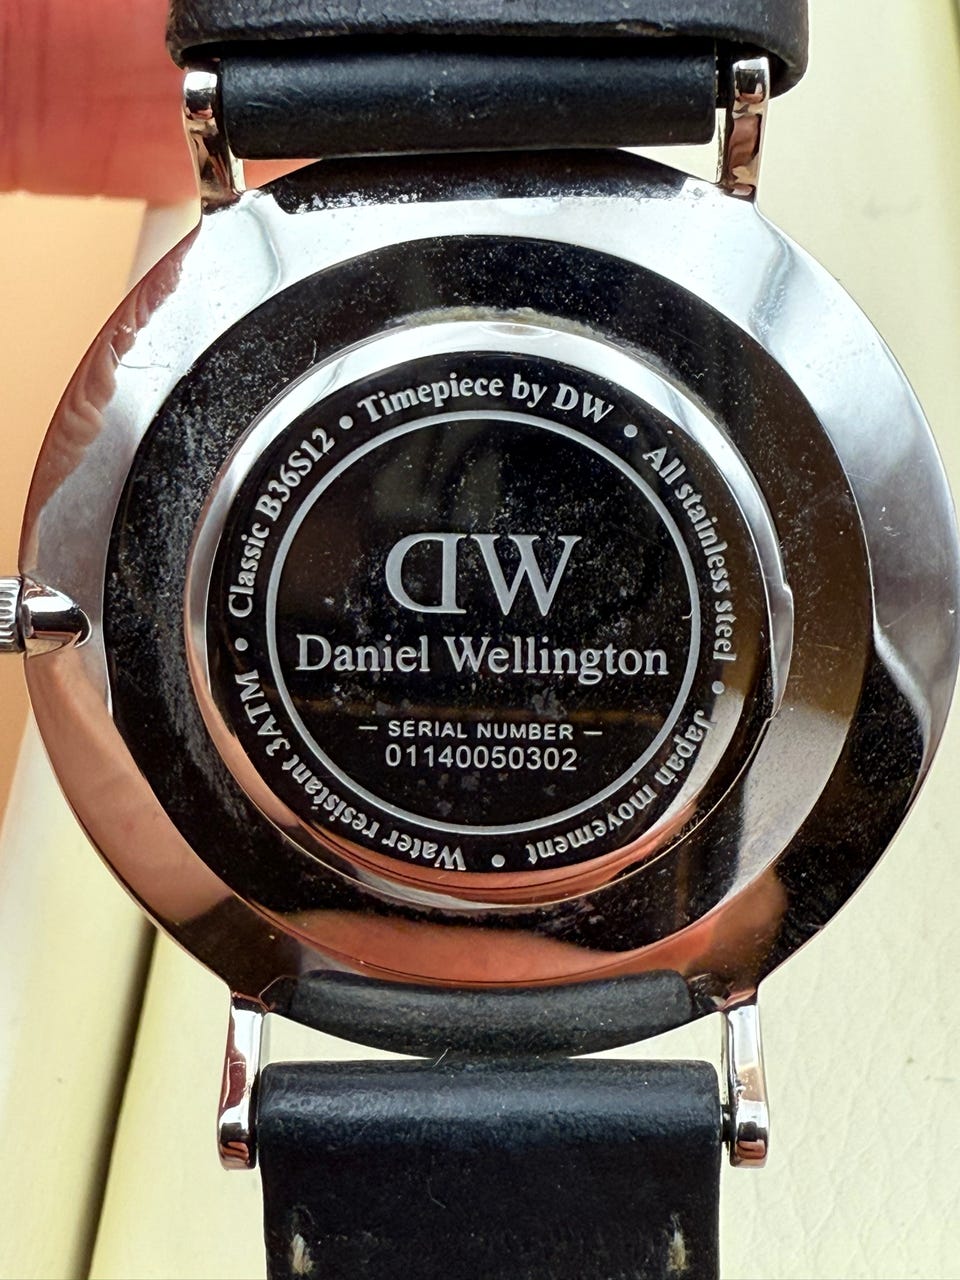 Timepiece by DW • All stainless steel • Japan movement • Water resistant 3ATM • Classic B36S12 •
DW
Daniel Wellington
— SERIAL NUMBER —
01140050302